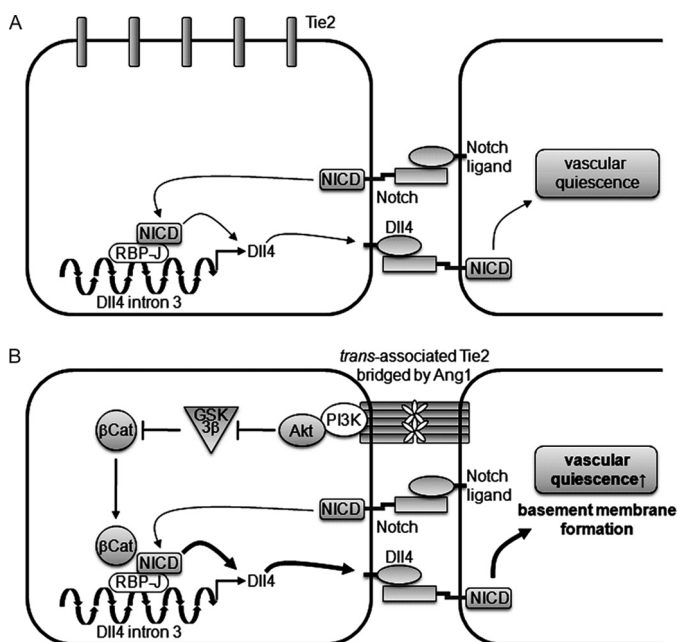 A
Tie2
Notch
ligand
NICD
Notch
vascular
quiescence
NICD
RBP-J
Dll4
Dll4
NICD
Dll4 intron 3
B
trans-associated Tie2
bridged by Ang1
βCat
GSK
3β
Akt
PI3K
Notch
ligand
NICD
Notch
vascular
quiescence↑
basement membrane
formation
βCat
NICD
RBP-J
Dll4
Dll4
NICD
Dll4 intron 3